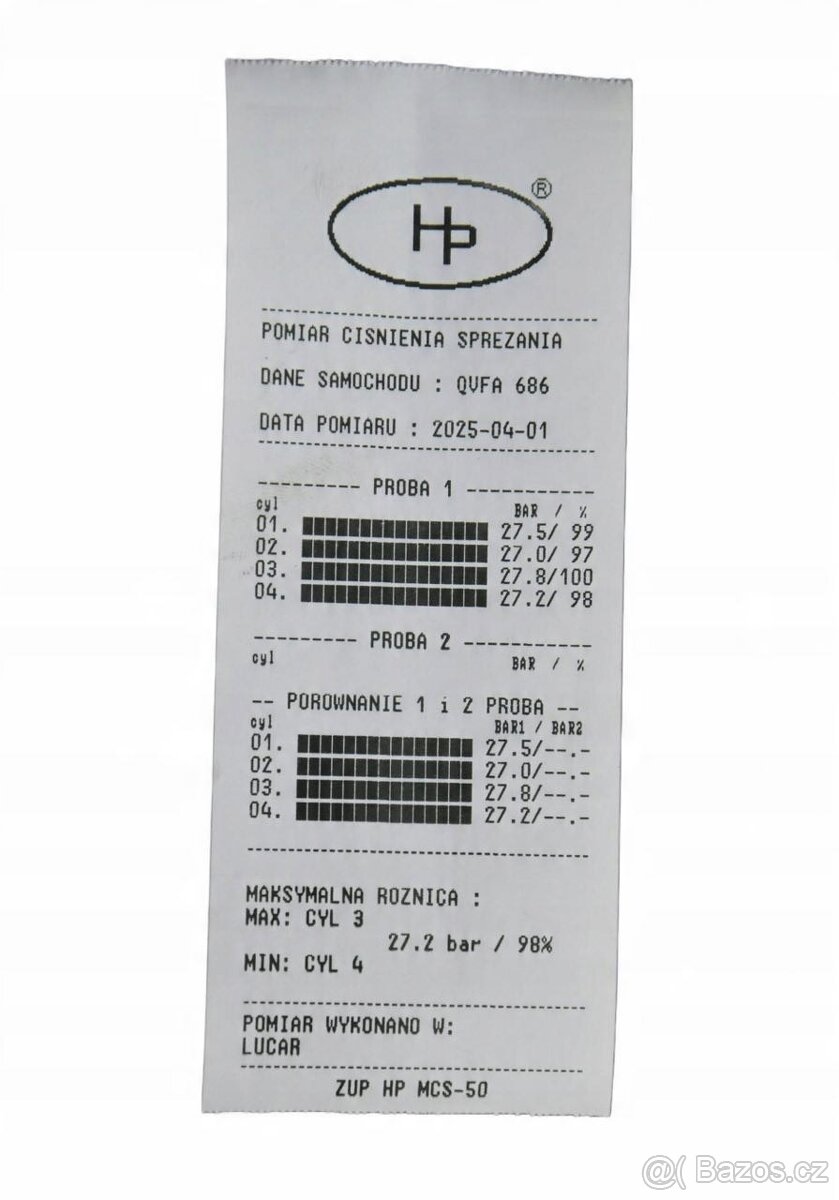 HP ®
POMIAR CISNIENIA SPREZANIA
DANE SAMOCHODU : QVFA 686
DATA POMIARU : 2025-04-01
--------- PROBA 1 -----------
cyl BAR / %
01. 27.5/ 99
02. 27.0/ 97
03. 27.8/100
04. 27.2/ 98
--------- PROBA 2 -----------
cyl BAR / %
-- POROWNANIE 1 i 2 PROBA --
cyl BAR1 / BAR2
01. 27.5/--.-
02. 27.0/--.-
03. 27.8/--.-
04. 27.2/--.-
MAKSYMALNA ROZNICA :
MAX: CYL 3
27.2 bar / 98%
MIN: CYL 4
POMIAR WYKONANO W:
LUCAR
ZUP HP MCS-50
@( Bazos.cz